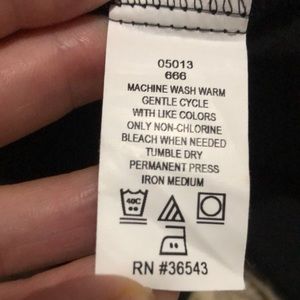 05013
666
MACHINE WASH WARM
GENTLE CYCLE
WITH LIKE COLORS
ONLY NON-CHLORINE
BLEACH WHEN NEEDED
TUMBLE DRY
PERMANENT PRESS
IRON MEDIUM
40C
RN #36543